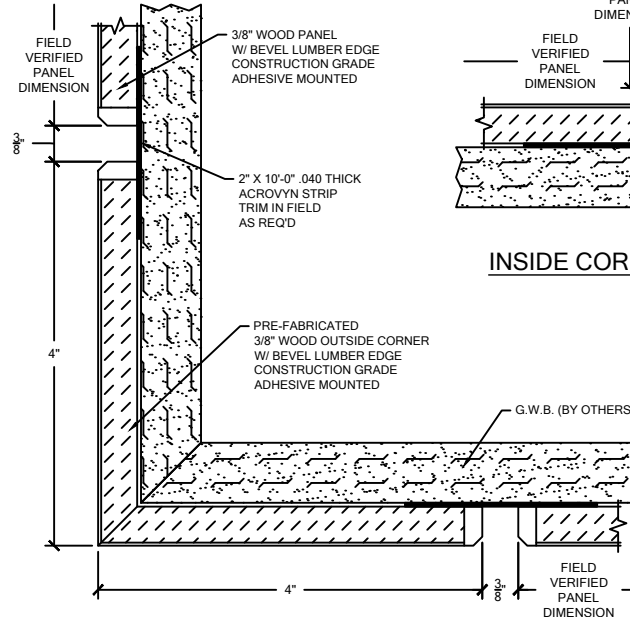 3/8" WOOD PANEL
W/ BEVEL LUMBER EDGE
CONSTRUCTION GRADE
ADHESIVE MOUNTED
FIELD
VERIFIED
PANEL
DIMENSION
3/8"
2" X 10'-0" .040 THICK
ACROVYN STRIP
TRIM IN FIELD
AS REQ'D
FIELD
VERIFIED
PANEL
DIMENSION
INSIDE
PRE-FABRICATED
3/8" WOOD OUTSIDE CORNER
W/ BEVEL LUMBER EDGE
CONSTRUCTION GRADE
ADHESIVE MOUNTED
4"
G.W.B. (BY OTHERS
4"
3/8"
FIELD
VERIFIED
PANEL
DIMENSION